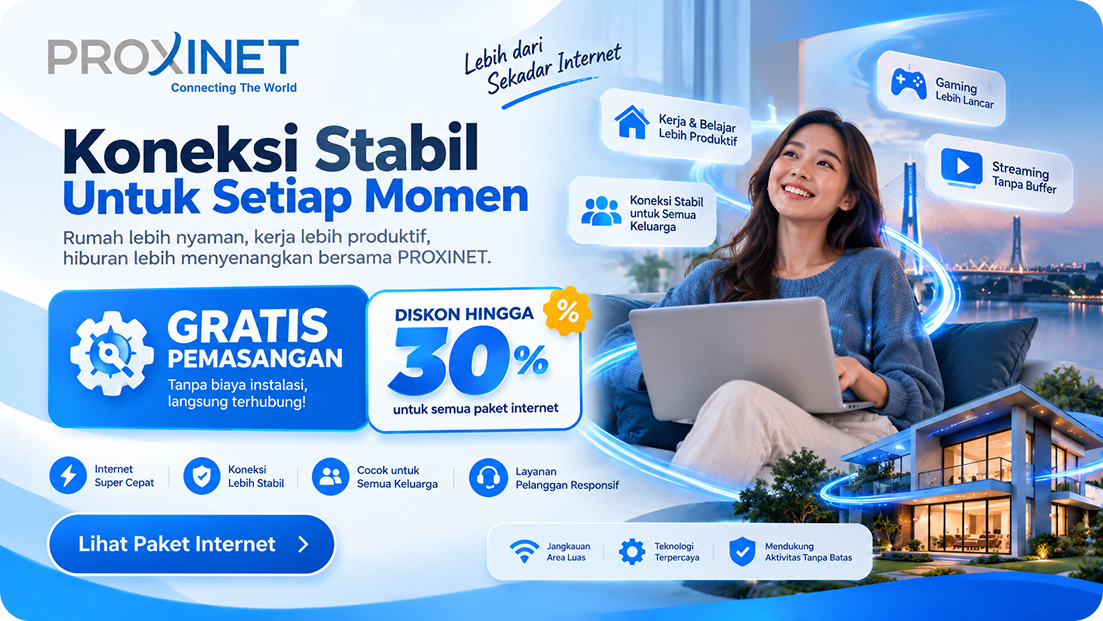 PROXINET
Connecting The World
Lebih dari
Sekadar Internet
Koneksi Stabil
Untuk Setiap Momen
Rumah lebih nyaman, kerja lebih produktif,
hiburan lebih menyenangkan bersama PROXINET.
Kerja & Belajar
Lebih Produktif
Koneksi Stabil
untuk Semua
Keluarga
Gaming
Lebih Lancar
Streaming
Tanpa Buffer
GRATIS
PEMASANGAN
Tanpa biaya instalasi,
langsung terhubung!
DISKON HINGGA
%
30%
untuk semua paket internet
Internet
Super Cepat
Koneksi
Lebih Stabil
Cocok untuk
Semua Keluarga
Layanan
Pelanggan Responsif
Lihat Paket Internet
Jangkauan
Area Luas
Teknologi
Terpercaya
Mendukung
Aktivitas Tanpa Batas